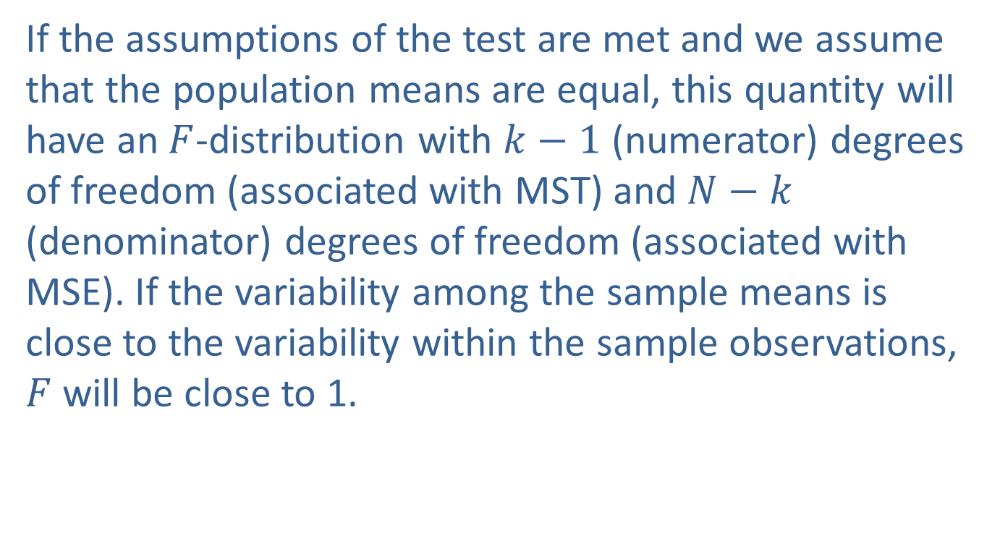 If the assumptions of the test are met and we assume
that the population means are equal, this quantity will
have an F-distribution with k − 1 (numerator) degrees
of freedom (associated with MST) and N − k
(denominator) degrees of freedom (associated with
MSE). If the variability among the sample means is
close to the variability within the sample observations,
F will be close to 1.